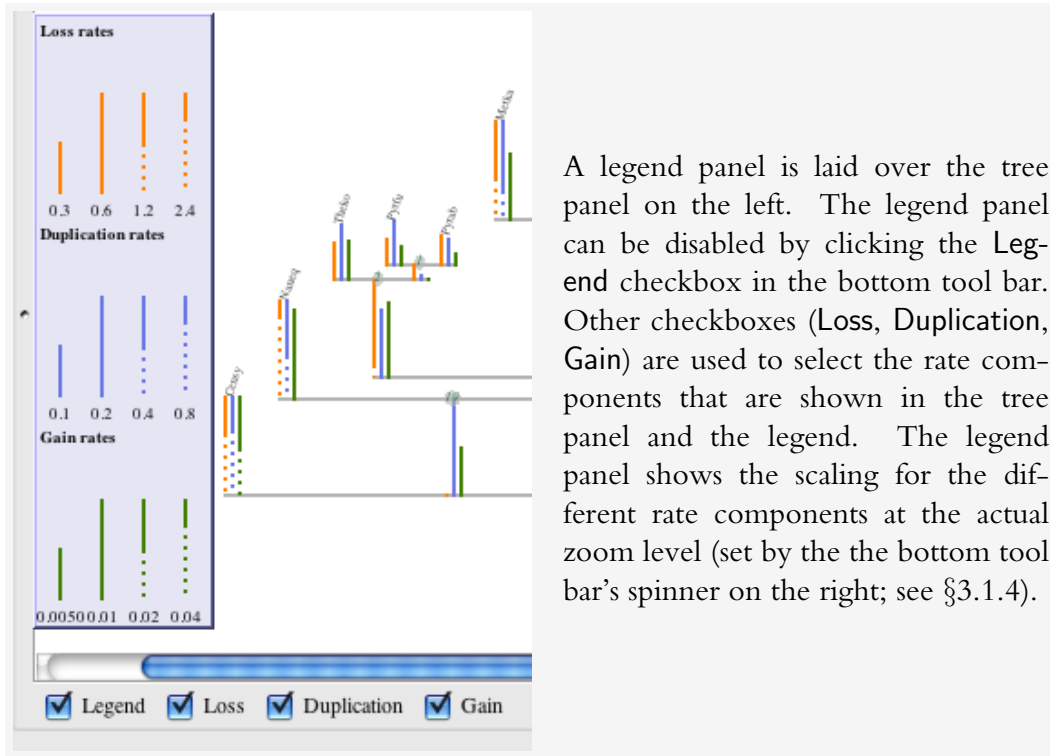 Loss rates
0.3 0.6 1.2 2.4
Duplication rates
0.1 0.2 0.4 0.8
Gain rates
0.0050 0.01 0.02 0.04
Metka
Theko
Pyrfu
Pyrab
Naneq
Censy
Legend Loss Duplication Gain
A legend panel is laid over the tree
panel on the left. The legend panel
can be disabled by clicking the Leg-
end checkbox in the bottom tool bar.
Other checkboxes (Loss, Duplication,
Gain) are used to select the rate com-
ponents that are shown in the tree
panel and the legend. The legend
panel shows the scaling for the dif-
ferent rate components at the actual
zoom level (set by the the bottom tool
bar's spinner on the right; see §3.1.4).